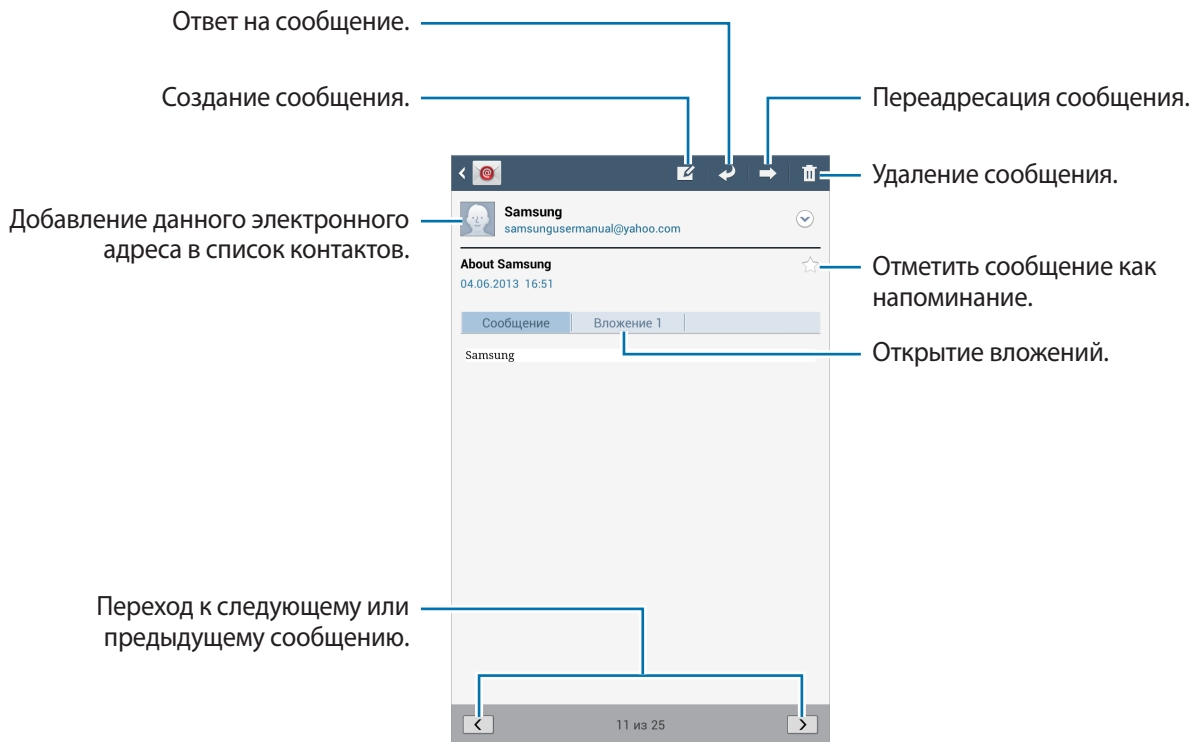 Ответ на сообщение.
Создание сообщения.
Переадресация сообщения.
Удаление сообщения.
Добавление данного электронного
адреса в список контактов.
Samsung
samsungusermanual@yahoo.com
About Samsung
04.06.2013 16:51
Отметить сообщение как
напоминание.
Сообщение
Вложение 1
Открытие вложений.
Samsung
Переход к следующему или
предыдущему сообщению.
11 из 25